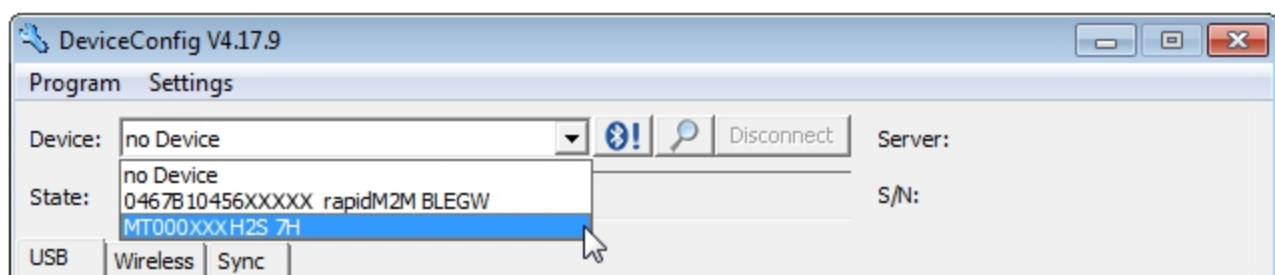 DeviceConfig V4.17.9
Program Settings
Device: no Device Disconnect Server:
no Device
State: 0467B10456XXXXX rapidM2M BLEGW S/N:
MT000XXXH2S 7H
USB Wireless Sync